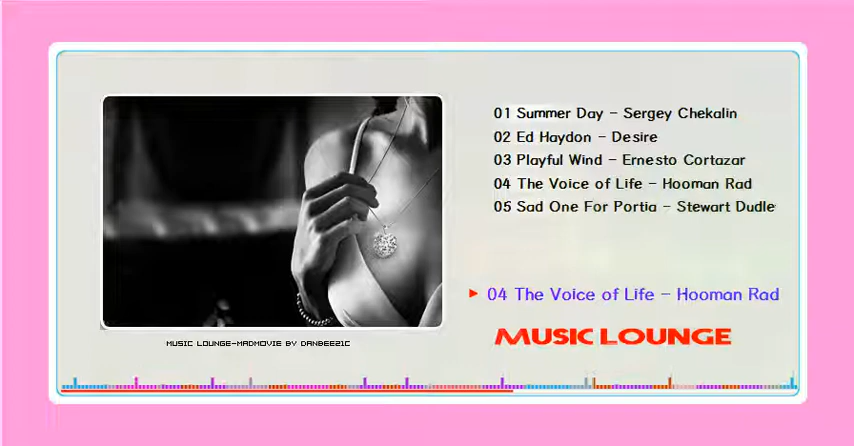 01 Summer Day - Sergey Chekalin
02 Ed Haydon - Desire
03 Playful Wind - Ernesto Cortazar
04 The Voice of Life - Hooman Rad
05 Sad One For Portia - Stewart Dudle
04 The Voice of Life - Hooman Rad
MUSIC LOUNGE-MADMOVIE BY DANBEE21C
MUSIC LOUNGE